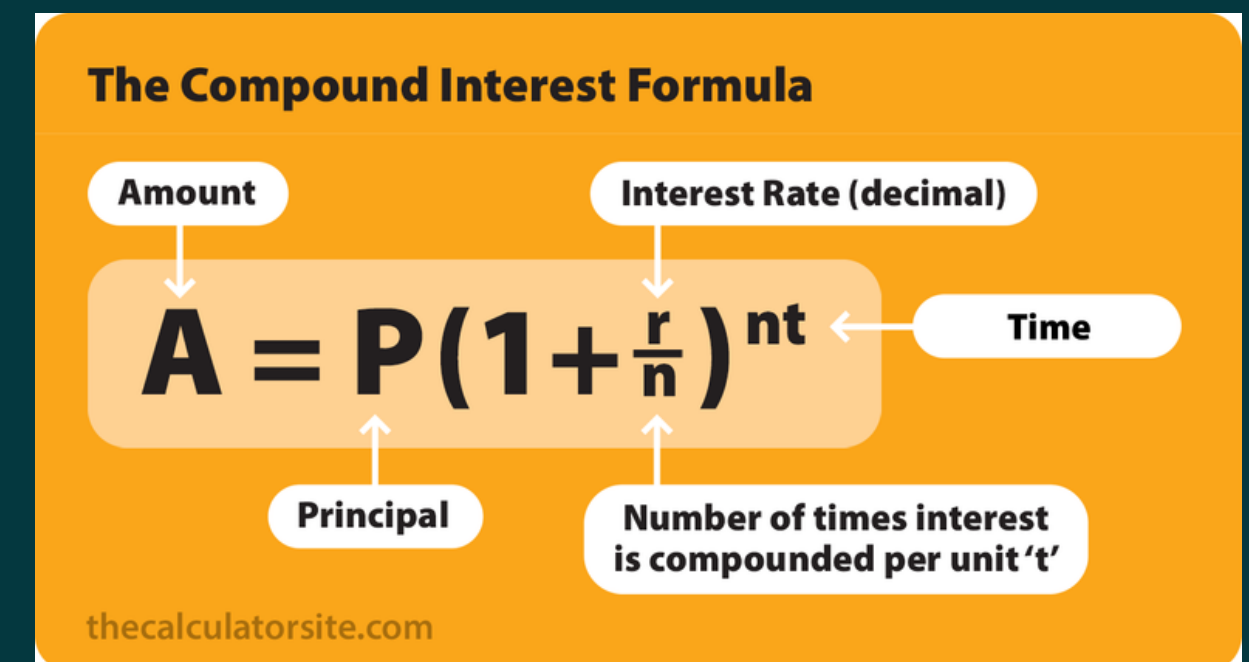 The Compound Interest Formula
Amount
Interest Rate (decimal)
A = P(1+r/n)^nt
Time
Principal
Number of times interest
is compounded per unit ‘t’
thecalculatorsite.com